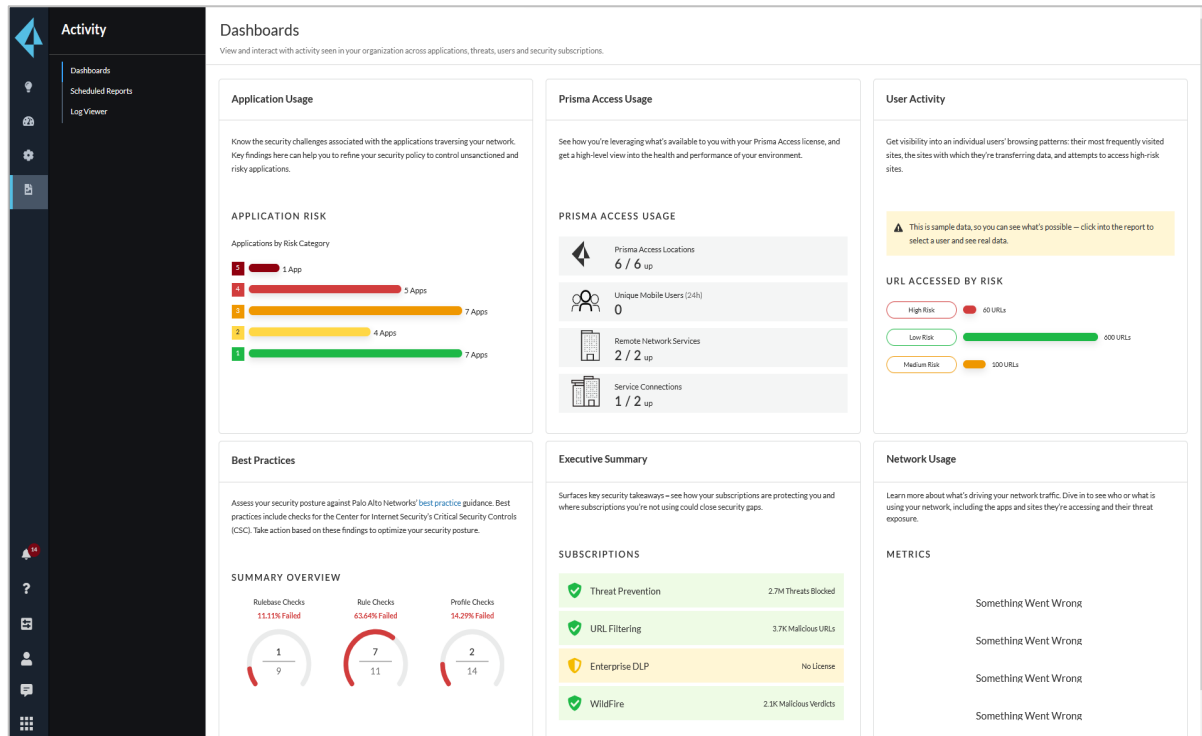 Activity
Dashboards
Scheduled Reports
Log Viewer
14
Dashboards
View and interact with activity seen in your organization across applications, threats, users and security subscriptions.
Application Usage
Know the security challenges associated with the applications traversing your network.
Key findings here can help you to refine your security policy to control unsanctioned and
risky applications.
APPLICATION RISK
Applications by Risk Category
5 1 App
4 5 Apps
3 7 Apps
2 4 Apps
1 7 Apps
Prisma Access Usage
See how you're leveraging what's available to you with your Prisma Access license, and
get a high-level view into the health and performance of your environment.
PRISMA ACCESS USAGE
Prisma Access Locations
6 / 6 up
Unique Mobile Users (24h)
0
Remote Network Services
2 / 2 up
Service Connections
1 / 2 up
User Activity
Get visibility into an individual users' browsing patterns: their most frequently visited
sites, the sites with which they're transferring data, and attempts to access high-risk
sites.
This is sample data, so you can see what's possible — click into the report to
select a user and see real data.
URL ACCESSED BY RISK
High Risk 60 URLs
Low Risk 600 URLs
Medium Risk 100 URLs
Best Practices
Assess your security posture against Palo Alto Networks' best practice guidance. Best
practices include checks for the Center for Internet Security's Critical Security Controls
(CSC). Take action based on these findings to optimize your security posture.
SUMMARY OVERVIEW
Rulebase Checks Rule Checks Profile Checks
11.11% Failed 63.64% Failed 14.29% Failed
1 7 2
9 11 14
Executive Summary
Surfaces key security takeaways – see how your subscriptions are protecting you and
where subscriptions you're not using could close security gaps.
SUBSCRIPTIONS
Threat Prevention 2.7M Threats Blocked
URL Filtering 3.7K Malicious URLs
Enterprise DLP No License
WildFire 2.1K Malicious Verdicts
Network Usage
Learn more about what's driving your network traffic. Dive in to see who or what is
using your network, including the apps and sites they're accessing and their threat
exposure.
METRICS
Something Went Wrong
Something Went Wrong
Something Went Wrong
Something Went Wrong